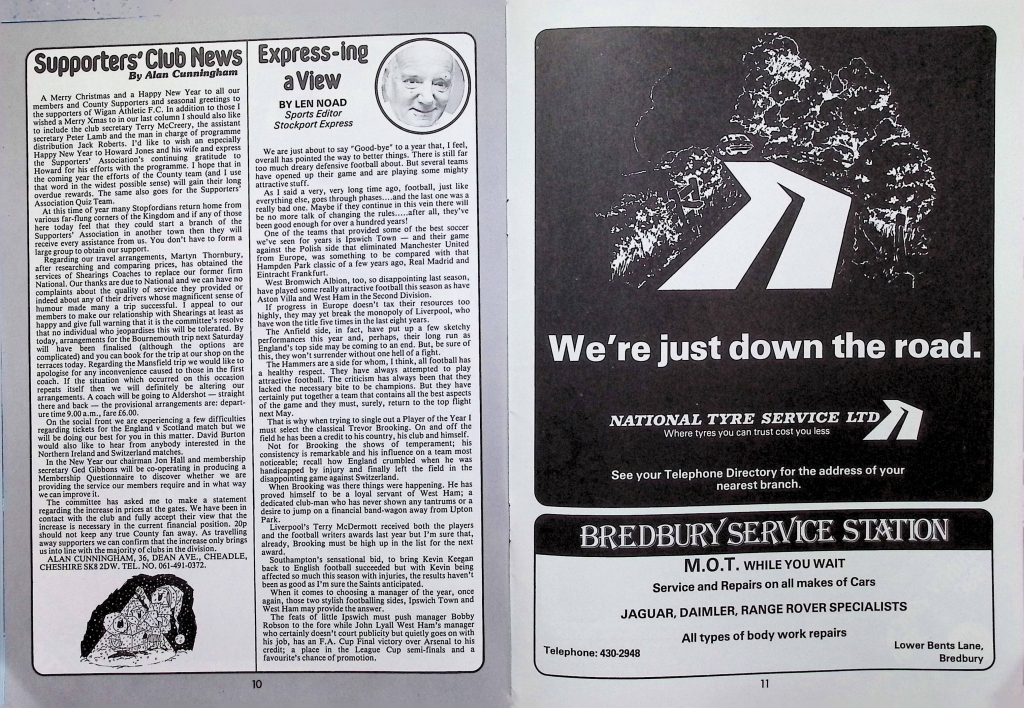 Supporters' Club News
By Alan Cunningham
A Merry Christmas and a Happy New Year to all our
members and County Supporters and seasonal greetings to
the supporters of Wigan Athletic F.C. In addition to those I
wished a Merry Xmas to in our last column I should also like
to include the club secretary Terry McCreery, the assistant
secretary Peter Lamb and the man in charge of programme
distribution Jack Roberts. I'd like to wish an especially
Happy New Year to Howard Jones and his wife and express
the Supporters' Association's continuing gratitude to
Howard for his efforts with the programme. I hope that in
the coming year the efforts of the County team (and I use
that word in the widest possible sense) will gain their long
overdue rewards. The same also goes for the Supporters'
Association Quiz Team.
At this time of year many Stopfordians return home from
various far-flung corners of the Kingdom and if any of those
here today feel that they could start a branch of the
Supporters' Association in another town then they will
receive every assistance from us. You don't have to form a
large group to obtain our support.
Regarding our travel arrangements, Martyn Thornbury,
after researching and comparing prices, has obtained the
services of Shearings Coaches to replace our former firm
National. Our thanks are due to National and we can have no
complaints about the quality of service they provided or
indeed about any of their drivers whose magnificent sense of
humour made many a trip successful. I appeal to our
members to make our relationship with Shearings at least as
happy and give full warning that it is the committee's resolve
that no individual who jeopardises this will be tolerated. By
today, arrangements for the Bournemouth trip next Saturday
will have been finalised (although the options are
complicated) and you can book for the trip at our shop on the
terraces today. Regarding the Mansfield trip we would like to
apologise for any inconvenience caused to those in the first
coach. If the situation which occurred on this occasion
repeats itself then we will definitely be altering our
arrangements. A coach will be going to Aldershot — straight
there and back — the provisional arrangements are: depart-
ure time 9.00 a.m., fare £6.00.
On the social front we are experiencing a few difficulties
regarding tickets for the England v Scotland match but we
will be doing our best for you in this matter. David Burton
would also like to hear from anybody interested in the
Northern Ireland and Switzerland matches.
In the New Year our chairman Jon Hall and membership
secretary Ged Gibbons will be co-operating in producing a
Membership Questionnaire to discover whether we are
providing the service our members require and in what way
we can improve it.
The committee has asked me to make a statement
regarding the increase in prices at the gates. We have been in
contact with the club and fully accept their view that the
increase is necessary in the current financial position. 20p
should not keep any true County fan away. As travelling
away supporters we can confirm that the increase only brings
us into line with the majority of clubs in the division.
ALAN CUNNINGHAM, 36, DEAN AVE., CHEADLE,
CHESHIRE SK8 2DW. TEL. NO. 061-491-0372.
Express-ing
a View
BY LEN NOAD
Sports Editor
Stockport Express
We are just about to say "Good-bye" to a year that, I feel,
overall has pointed the way to better things. There is still far
too much dreary defensive football about. But several teams
have opened up their game and are playing some mighty
attractive stuff.
As I said a very, very long time ago, football, just like
everything else, goes through phases....and the last one was a
really bad one. Maybe if they continue in this vein there will
be no more talk of changing the rules.....after all, they've
been good enough for over a hundred years!
One of the teams that provided some of the best soccer
we've seen for years is Ipswich Town — and their game
against the Polish side that eliminated Manchester United
from Europe, was something to be compared with that
Hampden Park classic of a few years ago, Real Madrid and
Eintracht Frankfurt.
West Bromwich Albion, too, so disappointing last season,
have played some really attractive football this season as have
Aston Villa and West Ham in the Second Division.
If progress in Europe doesn't tax their resources too
highly, they may yet break the monopoly of Liverpool, who
have won the title five times in the last eight years.
The Anfield side, in fact, have put up a few sketchy
performances this year and, perhaps, their long run as
England's top side may be coming to an end. But, be sure of
this, they won't surrender without one hell of a fight.
The Hammers are a side for whom, I think, all football has
a healthy respect. They have always attempted to play
attractive football. The criticism has always been that they
lacked the necessary bite to be champions. But they have
certainly put together a team that contains all the best aspects
of the game and they must, surely, return to the top flight
next May.
That is why when trying to single out a Player of the Year I
must select the classical Trevor Brooking. On and off the
field he has been a credit to his country, his club and himself.
Not for Brooking the shows of temperament; his
consistency is remarkable and his influence on a team most
noticeable; recall how England crumbled when he was
handicapped by injury and finally left the field in the
disappointing game against Switzerland.
When Brooking was there things were happening. He has
proved himself to be a loyal servant of West Ham; a
dedicated club-man who has never shown any tantrums or a
desire to jump on a financial band-wagon away from Upton
Park.
Liverpool's Terry McDermott received both the players
and the football writers awards last year but I'm sure that,
already, Brooking must be high up in the list for the next
award.
Southampton's sensational bid, to bring Kevin Keegan
back to English football succeeded but with Kevin being
affected so much this season with injuries, the results haven't
been as good as I'm sure the Saints anticipated.
When it comes to choosing a manager of the year, once
again, those two stylish footballing sides, Ipswich Town and
West Ham may provide the answer.
The feats of little Ipswich must push manager Bobby
Robson to the fore while John Lyall West Ham's manager
who certainly doesn't court publicity but quietly goes on with
his job, has an F.A. Cup Final victory over Arsenal to his
credit; a place in the League Cup semi-finals and a
favourite's chance of promotion.
10
We're just down the road.
NATIONAL TYRE SERVICE LTD
Where tyres you can trust cost you less
See your Telephone Directory for the address of your
nearest branch.
BREDBURY SERVICE STATION
M.O.T. WHILE YOU WAIT
Service and Repairs on all makes of Cars
JAGUAR, DAIMLER, RANGE ROVER SPECIALISTS
All types of body work repairs
Telephone: 430-2948
Lower Bents Lane,
Bredbury
11